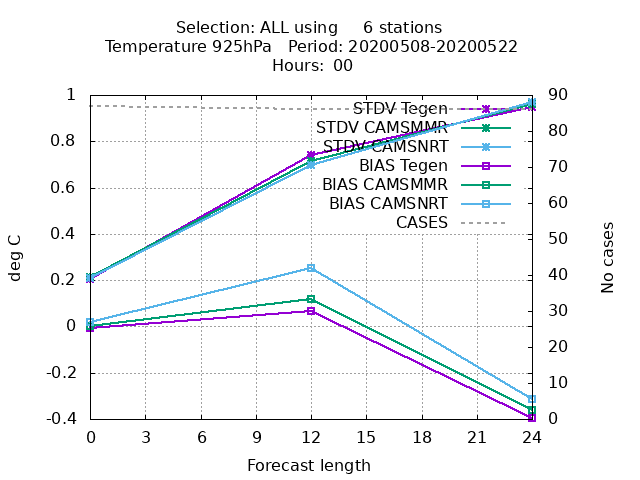 Selection: ALL using     6 stations
Temperature 925hPa   Period: 20200508-20200522
Hours:  00
1
0.8
0.6
0.4
0.2
0
-0.2
-0.4
deg C
90
80
70
60
50
40
30
20
10
0
No cases
STDV Tegen
STDV CAMSMMR
STDV CAMSNRT
BIAS Tegen
BIAS CAMSMMR
BIAS CAMSNRT
CASES
0 3 6 9 12 15 18 21 24
Forecast length